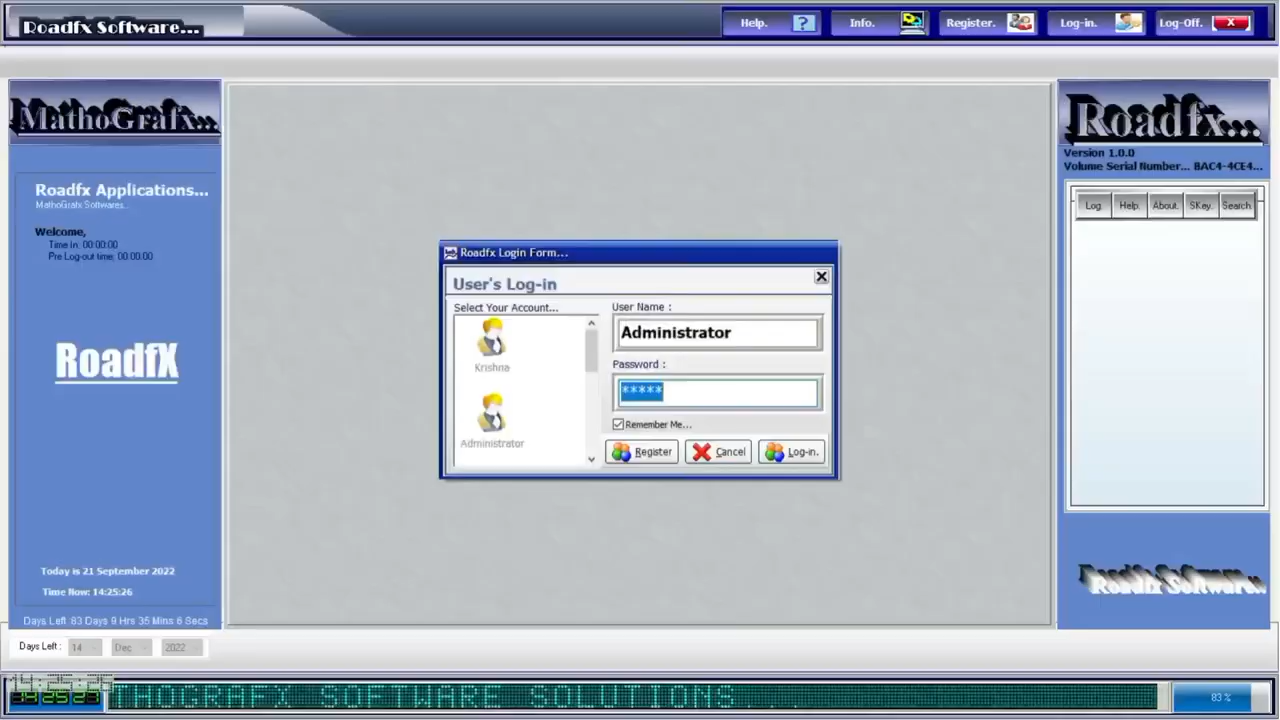 Roadfx Software...
Help.
Info.
Register.
Log-in.
Log-Off.
MathoGrafx...
Roadfx Applications...
MathoGrafx Softwares..
Welcome,
Time In: 00:00:00
Pre Log-out time: 00:00:00
RoadfX
Today is 21 September 2022
Time Now: 14:25:26
Days Left 83 Days 9 Hrs 35 Mins 6 Secs
Days Left :
14
Dec
2022
Roadfx Login Form...
User's Log-in
Select Your Account...
Krishna
Administrator
User Name :
Administrator
Password :
*****
Remember Me...
Register
Cancel
Log-in.
Roadfx...
Version 1.0.0
Volume Serial Number... 8AC4-4CE4...
Log.
Help.
About.
SKey.
Search
Roadfx Software...
THOGRAFX SOFTWARE SOLUTIONS...
83 %